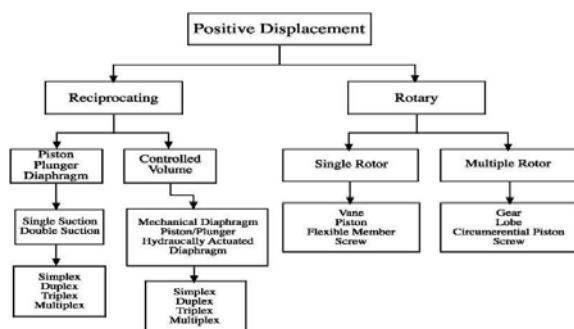 Positive Displacement
Reciprocating
Rotary
Piston
Plunger
Diaphragm
Controlled
Volume
Single Rotor
Multiple Rotor
Single Suction
Double Suction
Mechanical Diaphragm
Piston/Plunger
Hydraucally Actuated
Diaphragm
Vane
Piston
Flexible Member
Screw
Gear
Lobe
Circumerential Piston
Screw
Simplex
Duplex
Triplex
Multiplex
Simplex
Duplex
Triplex
Multiplex